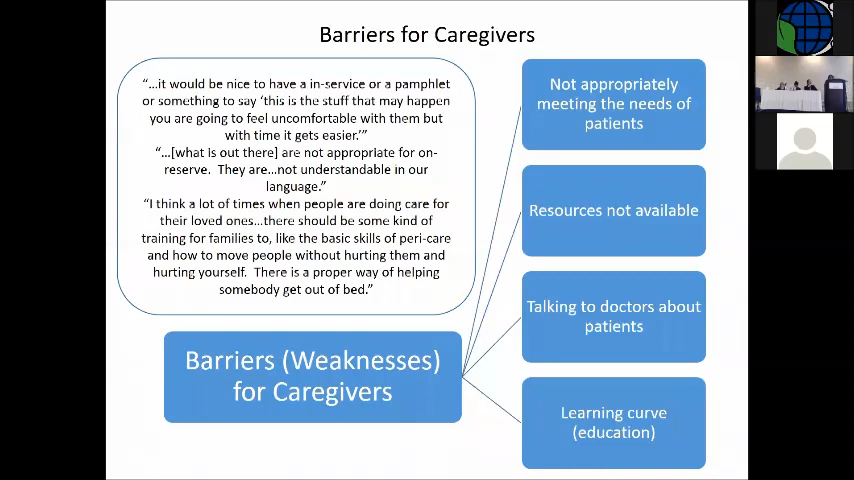 Barriers for Caregivers
“…it would be nice to have a in-service or a pamphlet
or something to say ‘this is the stuff that may happen
you are going to feel uncomfortable with them but
with time it gets easier.’”
“…[what is out there] are not appropriate for on-
reserve.  They are…not understandable in our
language.”
“I think a lot of times when people are doing care for
their loved ones…there should be some kind of
training for families to, like the basic skills of peri-care
and how to move people without hurting them and
hurting yourself.  There is a proper way of helping
somebody get out of bed.”
Barriers (Weaknesses)
for Caregivers
Not appropriately
meeting the needs of
patients
Resources not available
Talking to doctors about
patients
Learning curve
(education)